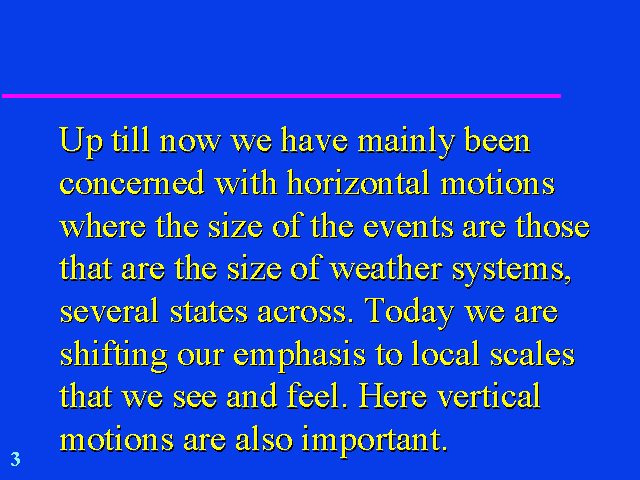 Up till now we have mainly been
concerned with horizontal motions
where the size of the events are those
that are the size of weather systems,
several states across. Today we are
shifting our emphasis to local scales
that we see and feel. Here vertical
motions are also important.
3